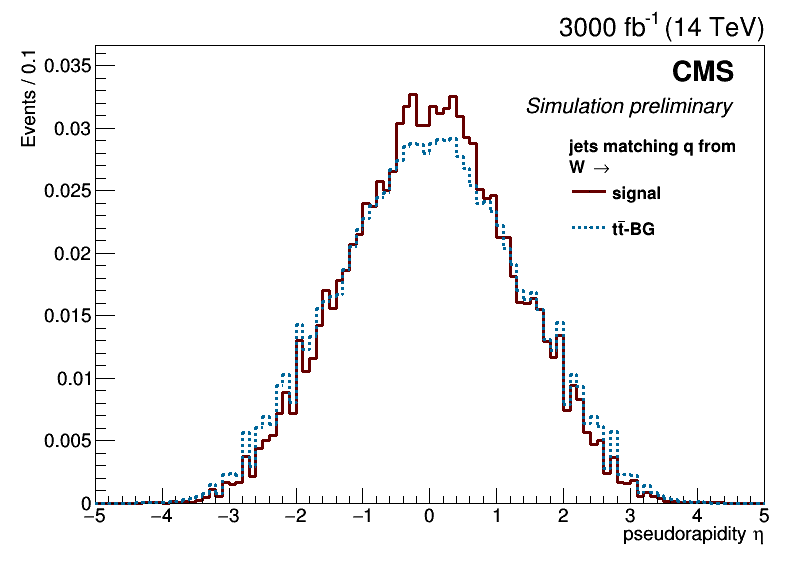 3000 fb⁻¹ (14 TeV)
CMS
Simulation preliminary
jets matching q from
W →
signal
tt̄-BG
Events / 0.1
0.035
0.03
0.025
0.02
0.015
0.01
0.005
0
−5 −4 −3 −2 −1 0 1 2 3 4 5
pseudorapidity η